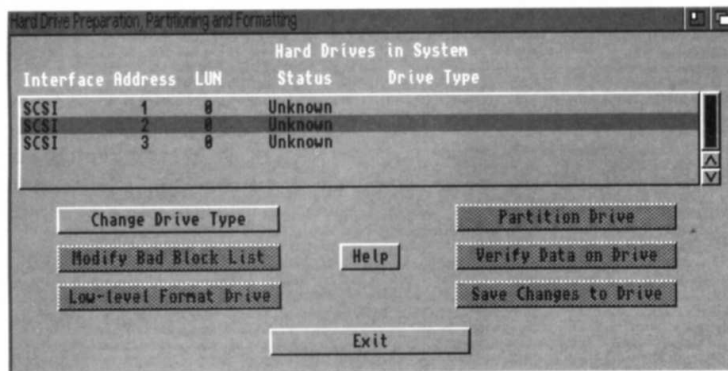 Hard Drive Preparation, Partitioning and Formatting
Hard Drives in System
Interface Address LUN Status Drive Type
SCSI 1 0 Unknown
SCSI 2 0 Unknown
SCSI 3 0 Unknown
Change Drive Type
Partition Drive
Modify Bad Block List
Help
Verify Data on Drive
Low-level Format Drive
Save Changes to Drive
Exit